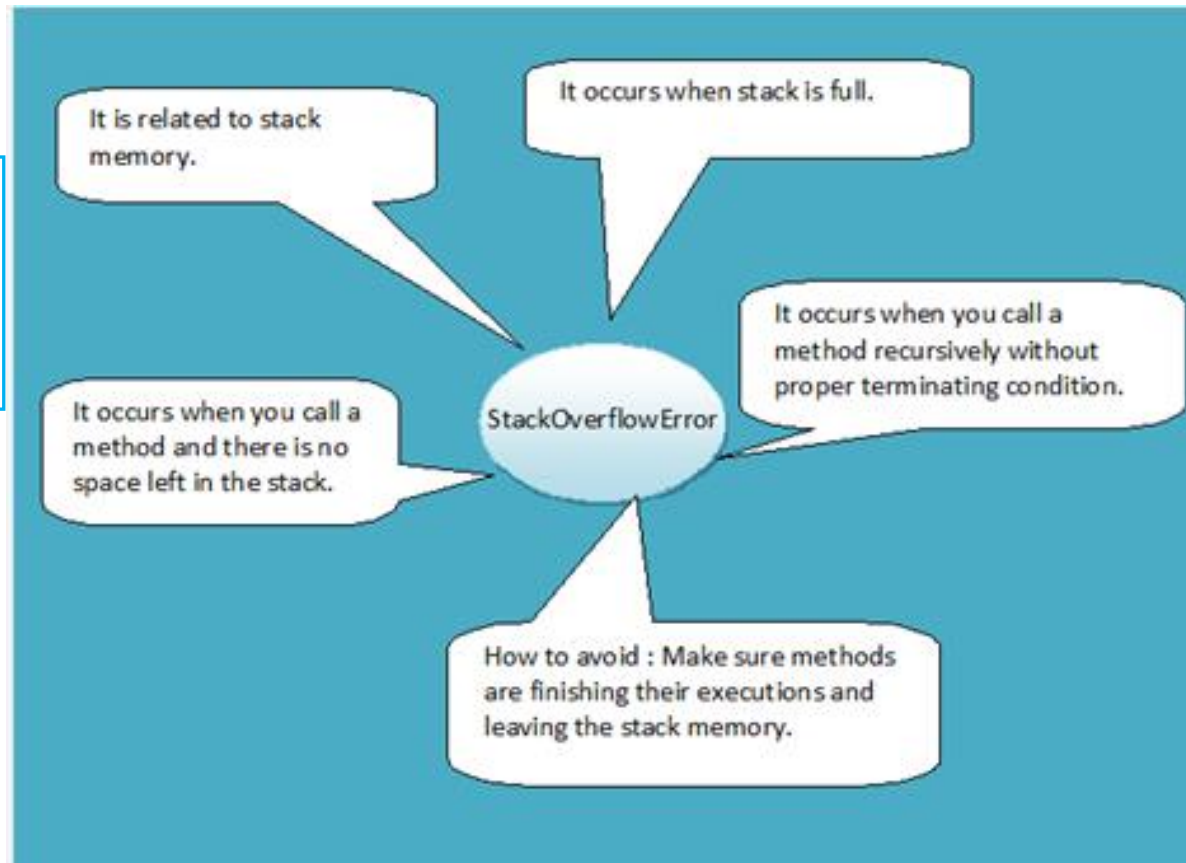 It occurs when stack is full.
It is related to stack
memory.
It occurs when you call a
method recursively without
proper terminating condition.
StackOverflowError
It occurs when you call a
method and there is no
space left in the stack.
How to avoid : Make sure methods
are finishing their executions and
leaving the stack memory.